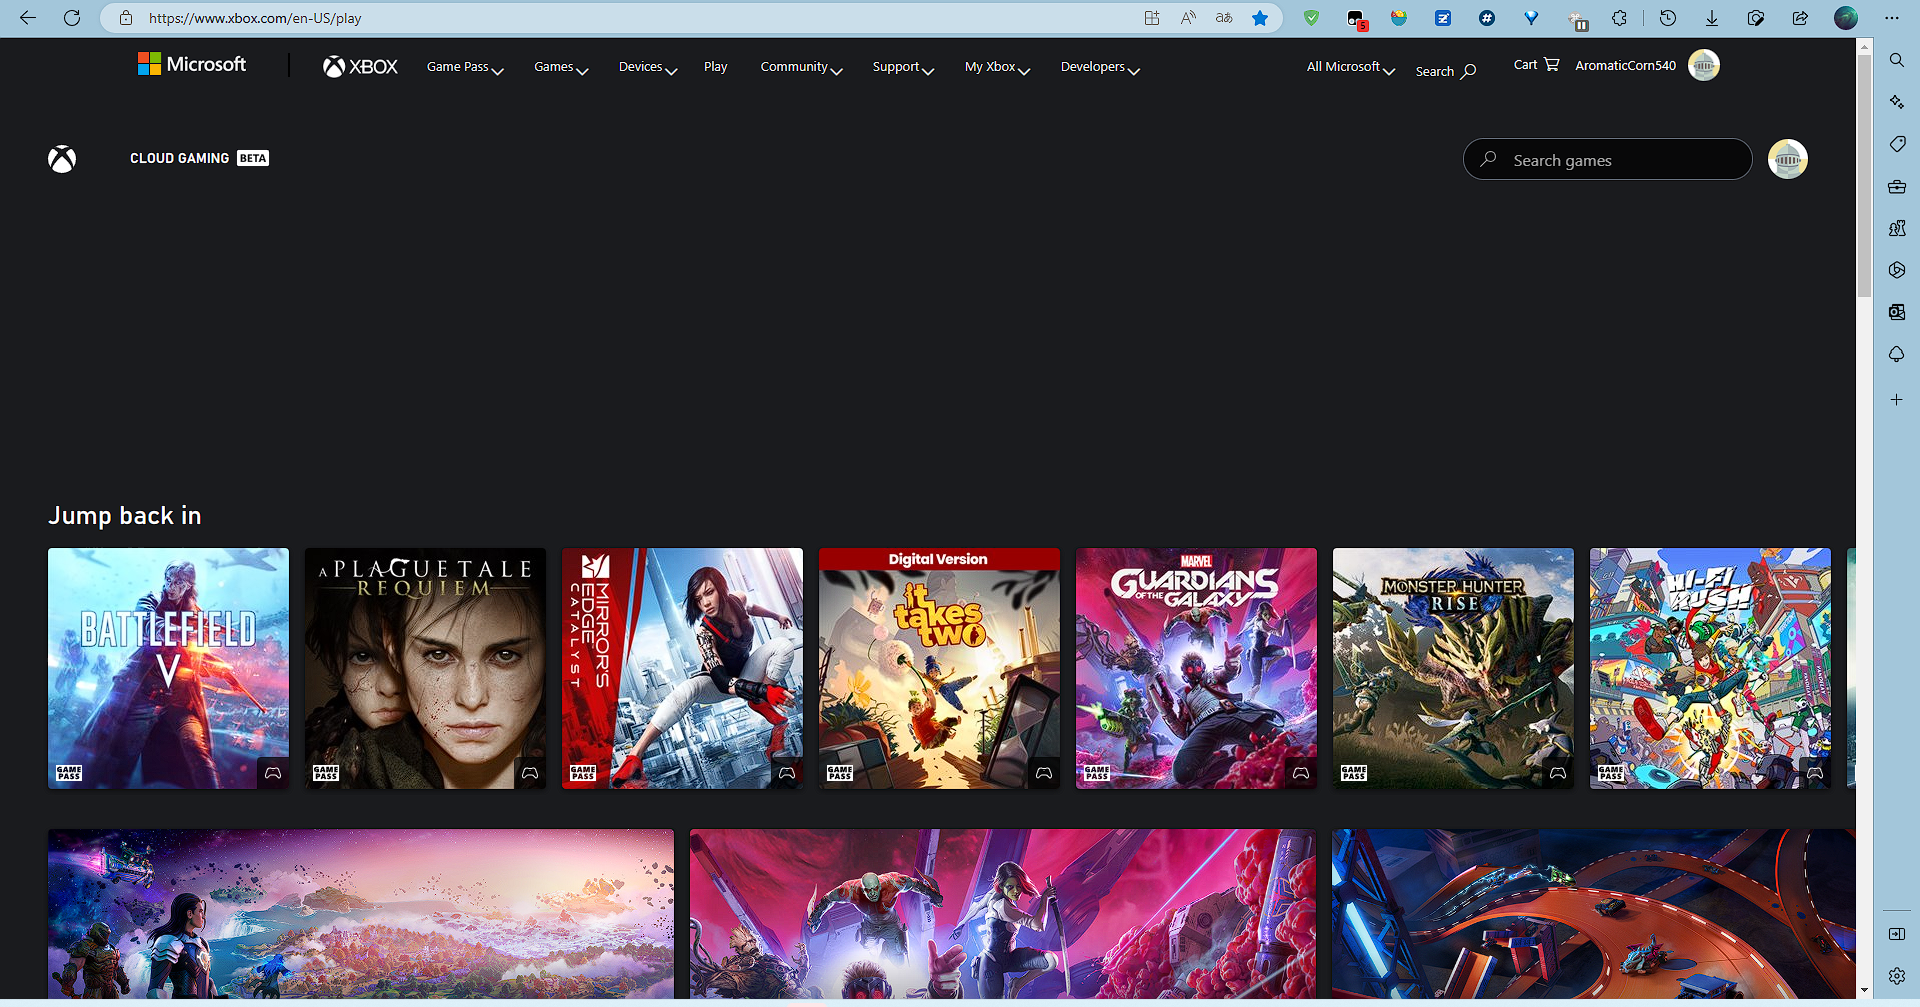 https://www.xbox.com/en-US/play
5
Microsoft
XBOX
Game Pass
Games
Devices
Play
Community
Support
My Xbox
Developers
All Microsoft
Search
Cart
AromaticCorn540
CLOUD GAMING BETA
Search games
Jump back in
BATTLEFIELD
V
GAME
PASS
A PLAGUE TALE
REQUIEM
GAME
PASS
MIRROR'S
EDGE
CATALYST
GAME
PASS
Digital Version
it
takes
two
GAME
PASS
MARVEL
GUARDIANS
OF THE GALAXY
GAME
PASS
MONSTER HUNTER
RISE
GAME
PASS
HI-FI
RUSH
GAME
PASS